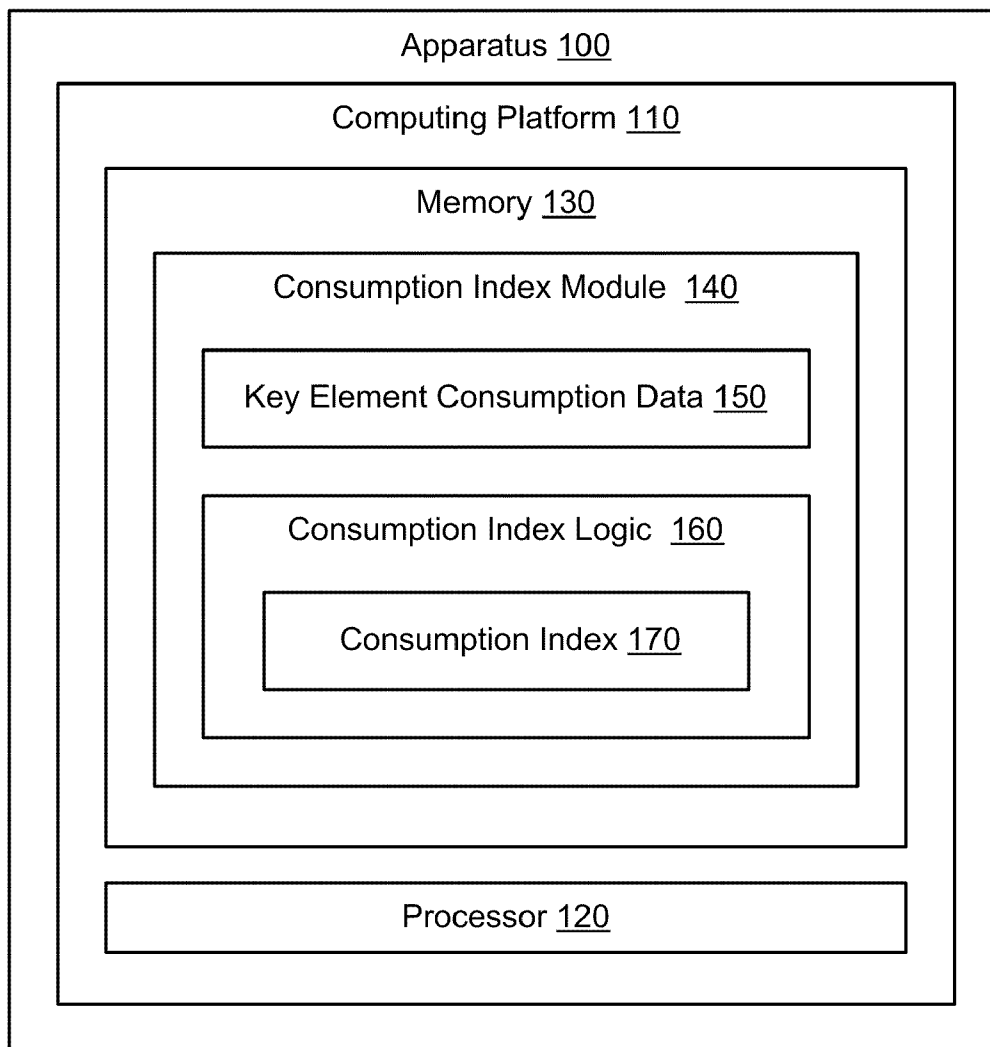 Apparatus 100
Computing Platform 110
Memory 130
Consumption Index Module 140
Key Element Consumption Data 150
Consumption Index Logic 160
Consumption Index 170
Processor 120